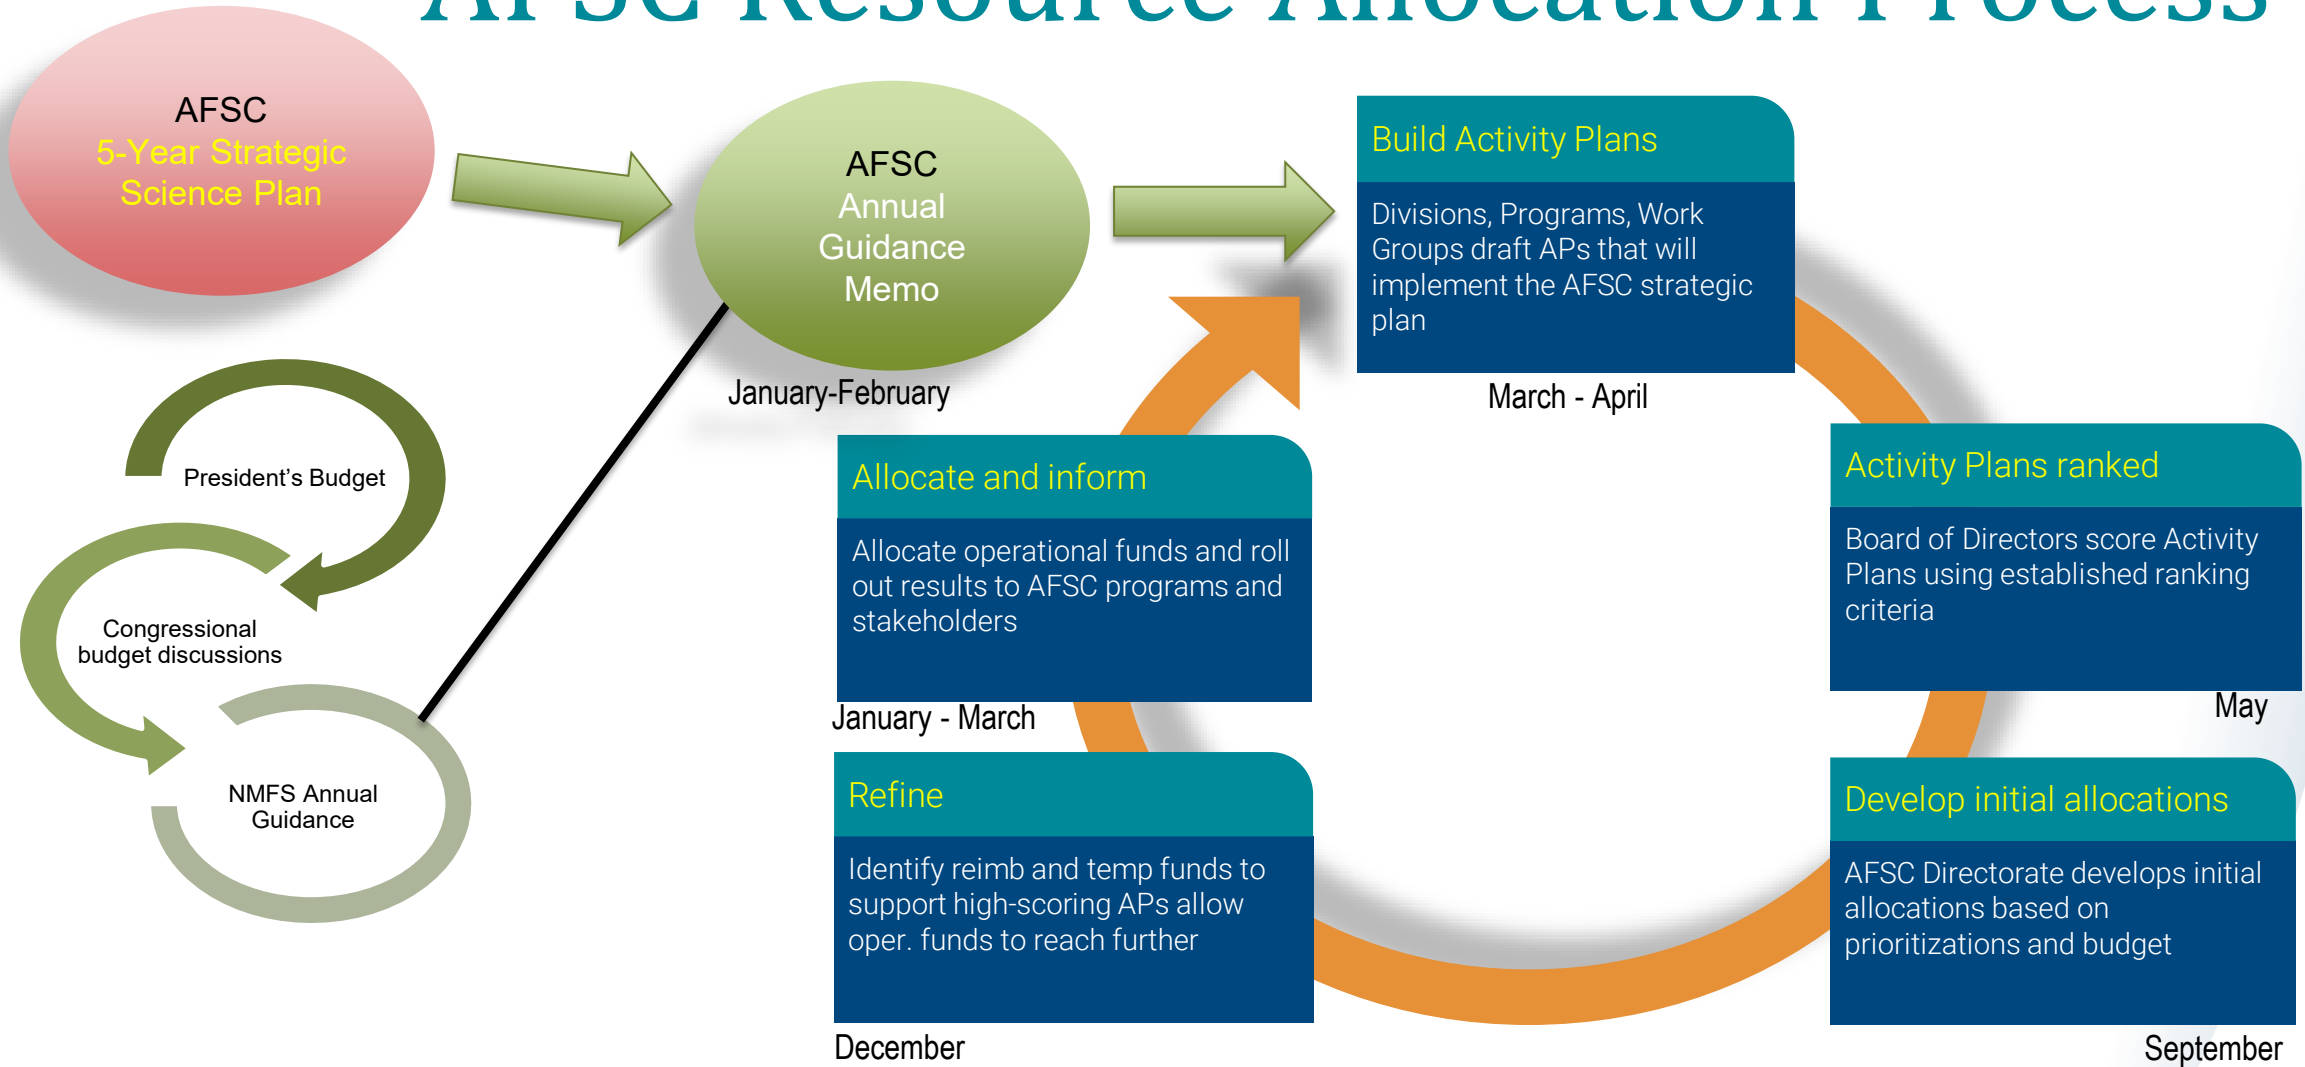 AFSC Resource Allocation Process
AFSC
5-Year Strategic
Science Plan
AFSC
Annual
Guidance
Memo
January-February
President’s Budget
Congressional
budget discussions
NMFS Annual
Guidance
Build Activity Plans
Divisions, Programs, Work
Groups draft APs that will
implement the AFSC strategic
plan
March - April
Activity Plans ranked
Board of Directors score Activity
Plans using established ranking
criteria
May
Develop initial allocations
AFSC Directorate develops initial
allocations based on
prioritizations and budget
September
Refine
Identify reimb and temp funds to
support high-scoring APs allow
oper. funds to reach further
December
Allocate and inform
Allocate operational funds and roll
out results to AFSC programs and
stakeholders
January - March